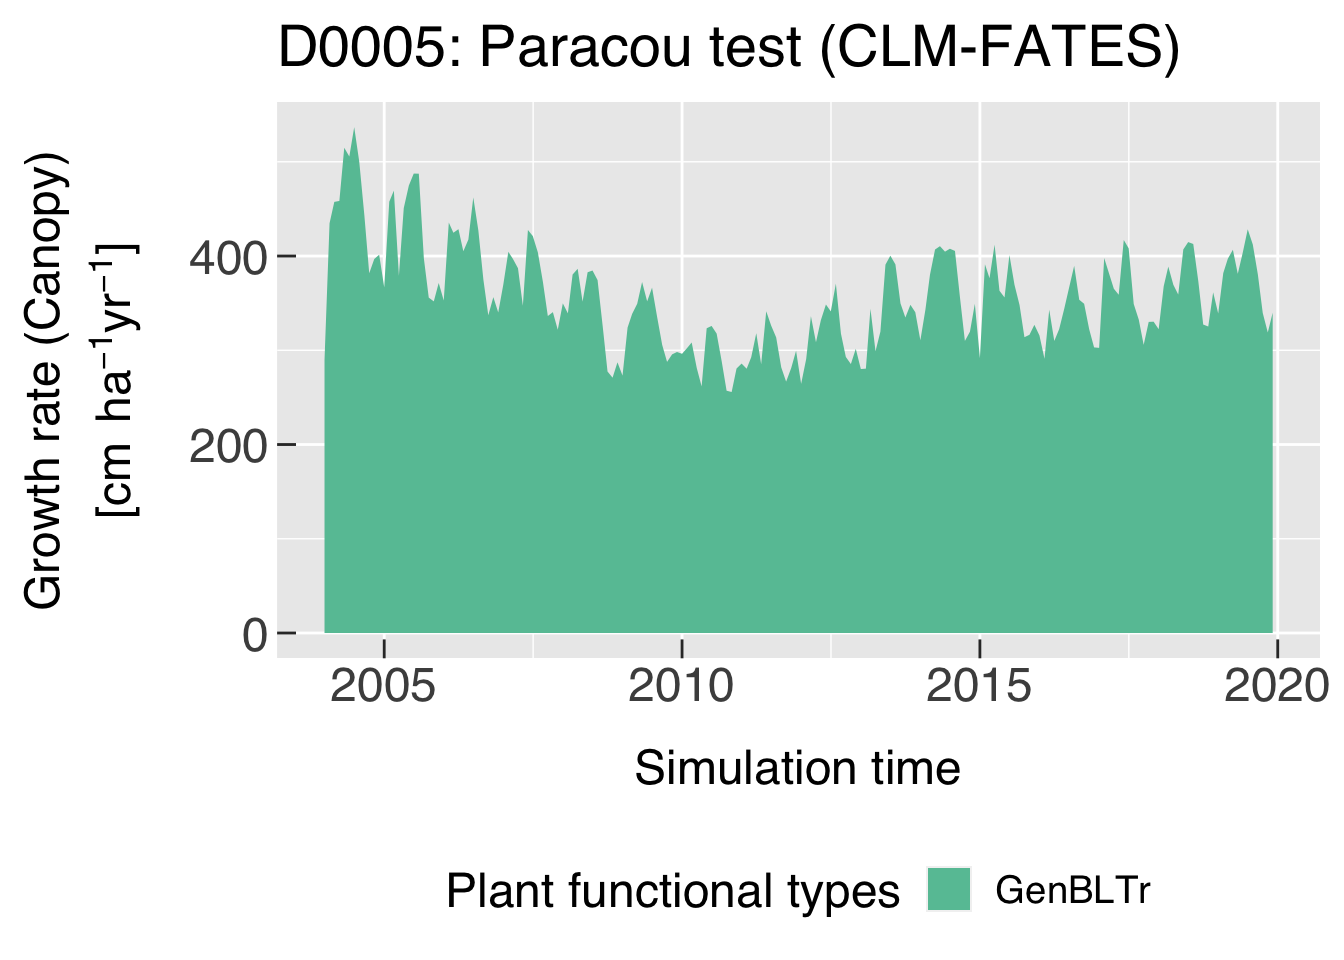 D0005: Paracou test (CLM-FATES)
Growth rate (Canopy)
[cm ha⁻¹yr⁻¹]
400
200
0
2005 2010 2015 2020
Simulation time
Plant functional types GenBLTr